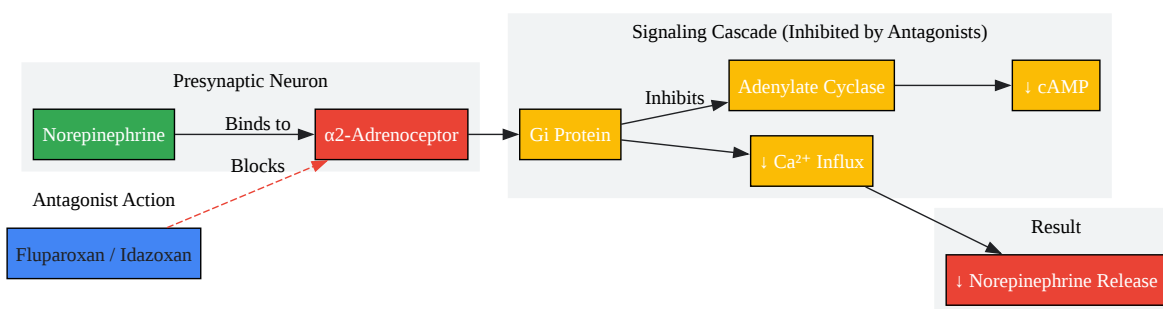 Signaling Cascade (Inhibited by Antagonists)
Presynaptic Neuron
Adenylate Cyclase
↓ cAMP
Inhibits
Norepinephrine
Binds to
α2-Adrenoceptor
Gi Protein
Blocks
↓ Ca²⁺ Influx
Antagonist Action
Fluparoxan / Idazoxan
Result
↓ Norepinephrine Release